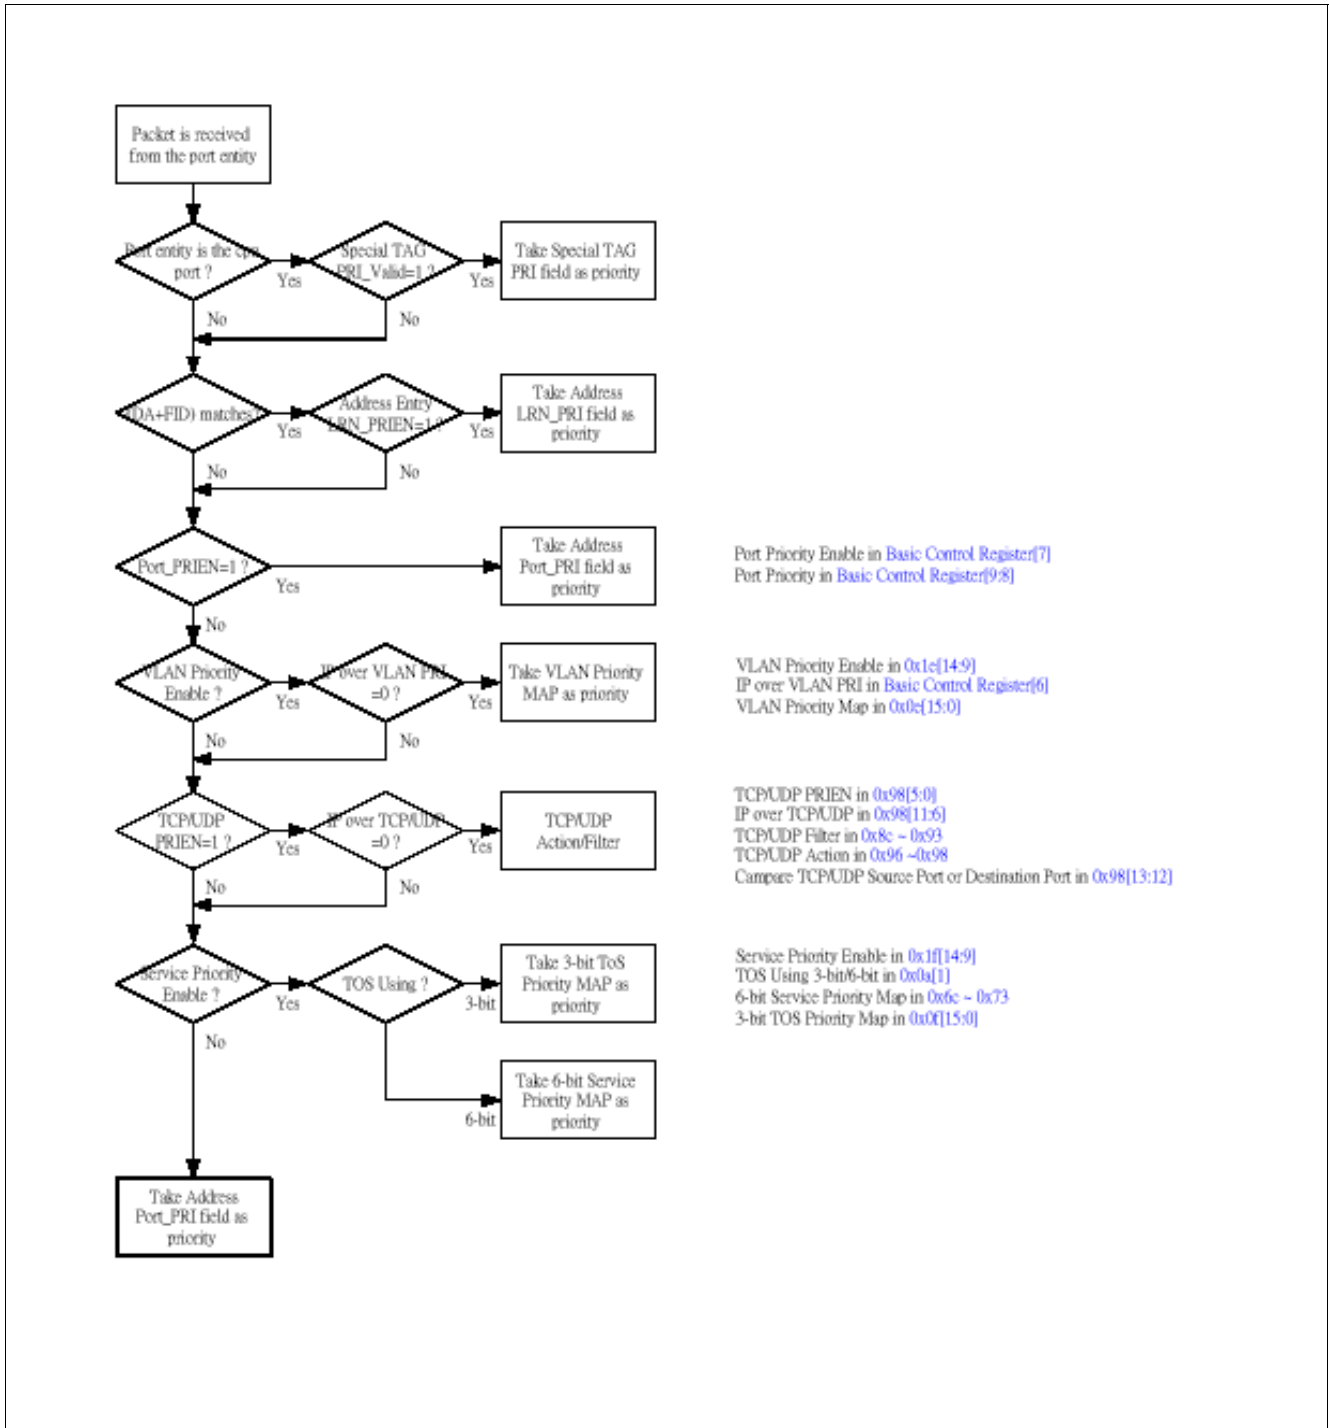 Packet is received
from the port entity
Port entity is the cpu
port ?
Yes
No
Special TAG
PRI_Valid=1 ?
Yes
No
Take Special TAG
PRI field as priority
(DA+FID) matches?
Yes
No
Address Entry
LRN_PRIEN=1 ?
Yes
No
Take Address
LRN_PRI field as
priority
Port_PRIEN=1 ?
Yes
No
Take Address
Port_PRI field as
priority
Port Priority Enable in Basic Control Register[7]
Port Priority in Basic Control Register[9:8]
VLAN Priority
Enable ?
Yes
No
IP over VLAN PRI
=0 ?
Yes
No
Take VLAN Priority
MAP as priority
VLAN Priority Enable in 0x1e[14:9]
IP over VLAN PRI in Basic Control Register[6]
VLAN Priority Map in 0x0e[15:0]
TCP/UDP
PRIEN=1 ?
Yes
No
IP over TCP/UDP
=0 ?
Yes
No
TCP/UDP
Action/Filter
TCP/UDP PRIEN in 0x98[5:0]
IP over TCP/UDP in 0x98[11:6]
TCP/UDP Filter in 0x8c ~ 0x93
TCP/UDP Action in 0x96 ~0x98
Campare TCP/UDP Source Port or Destination Port in 0x98[13:12]
Service Priority
Enable ?
Yes
No
TOS Using ?
3-bit
6-bit
Take 3-bit ToS
Priority MAP as
priority
Service Priority Enable in 0x1f[14:9]
TOS Using 3-bit/6-bit in 0x0a[1]
6-bit Service Priority Map in 0x6c ~ 0x73
3-bit TOS Priority Map in 0x0f[15:0]
Take 6-bit Service
Priority MAP as
priority
Take Address
Port_PRI field as
priority